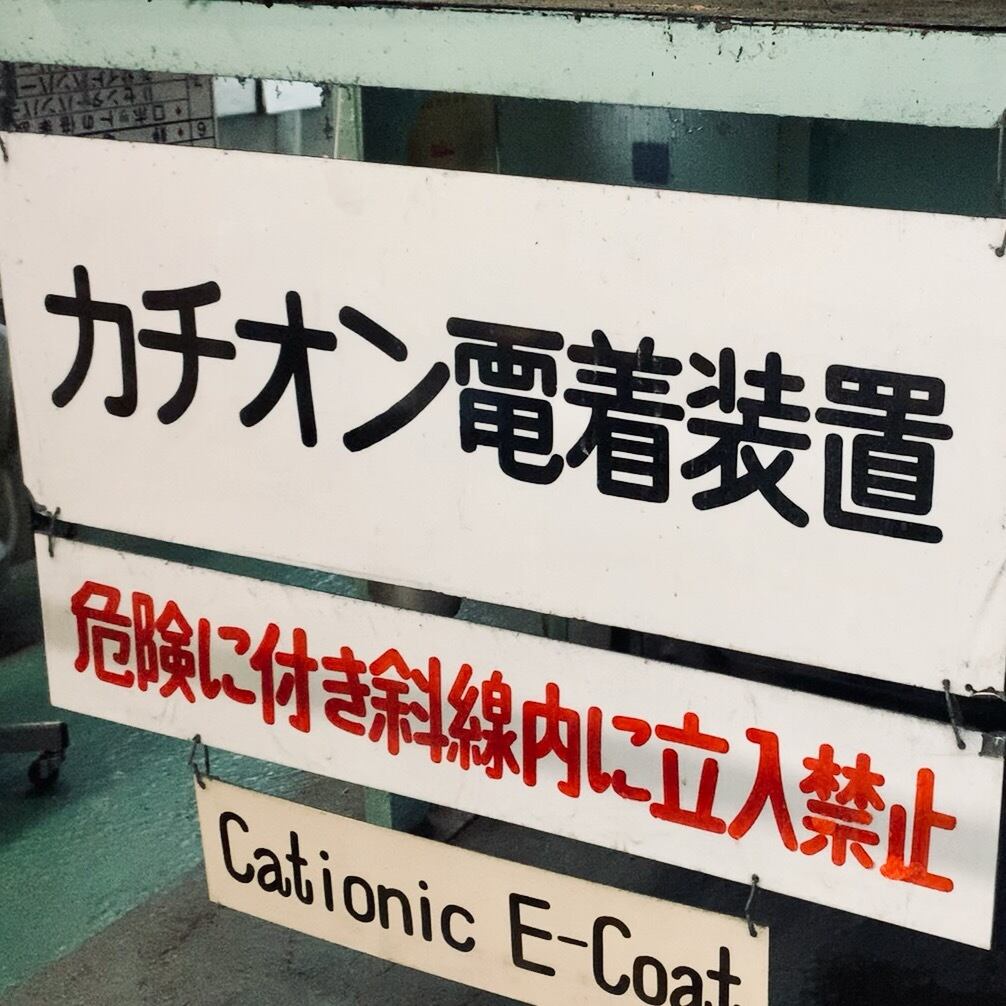 カチオン電着装置
危険に付き斜線内に立入禁止
Cationic E-Coat